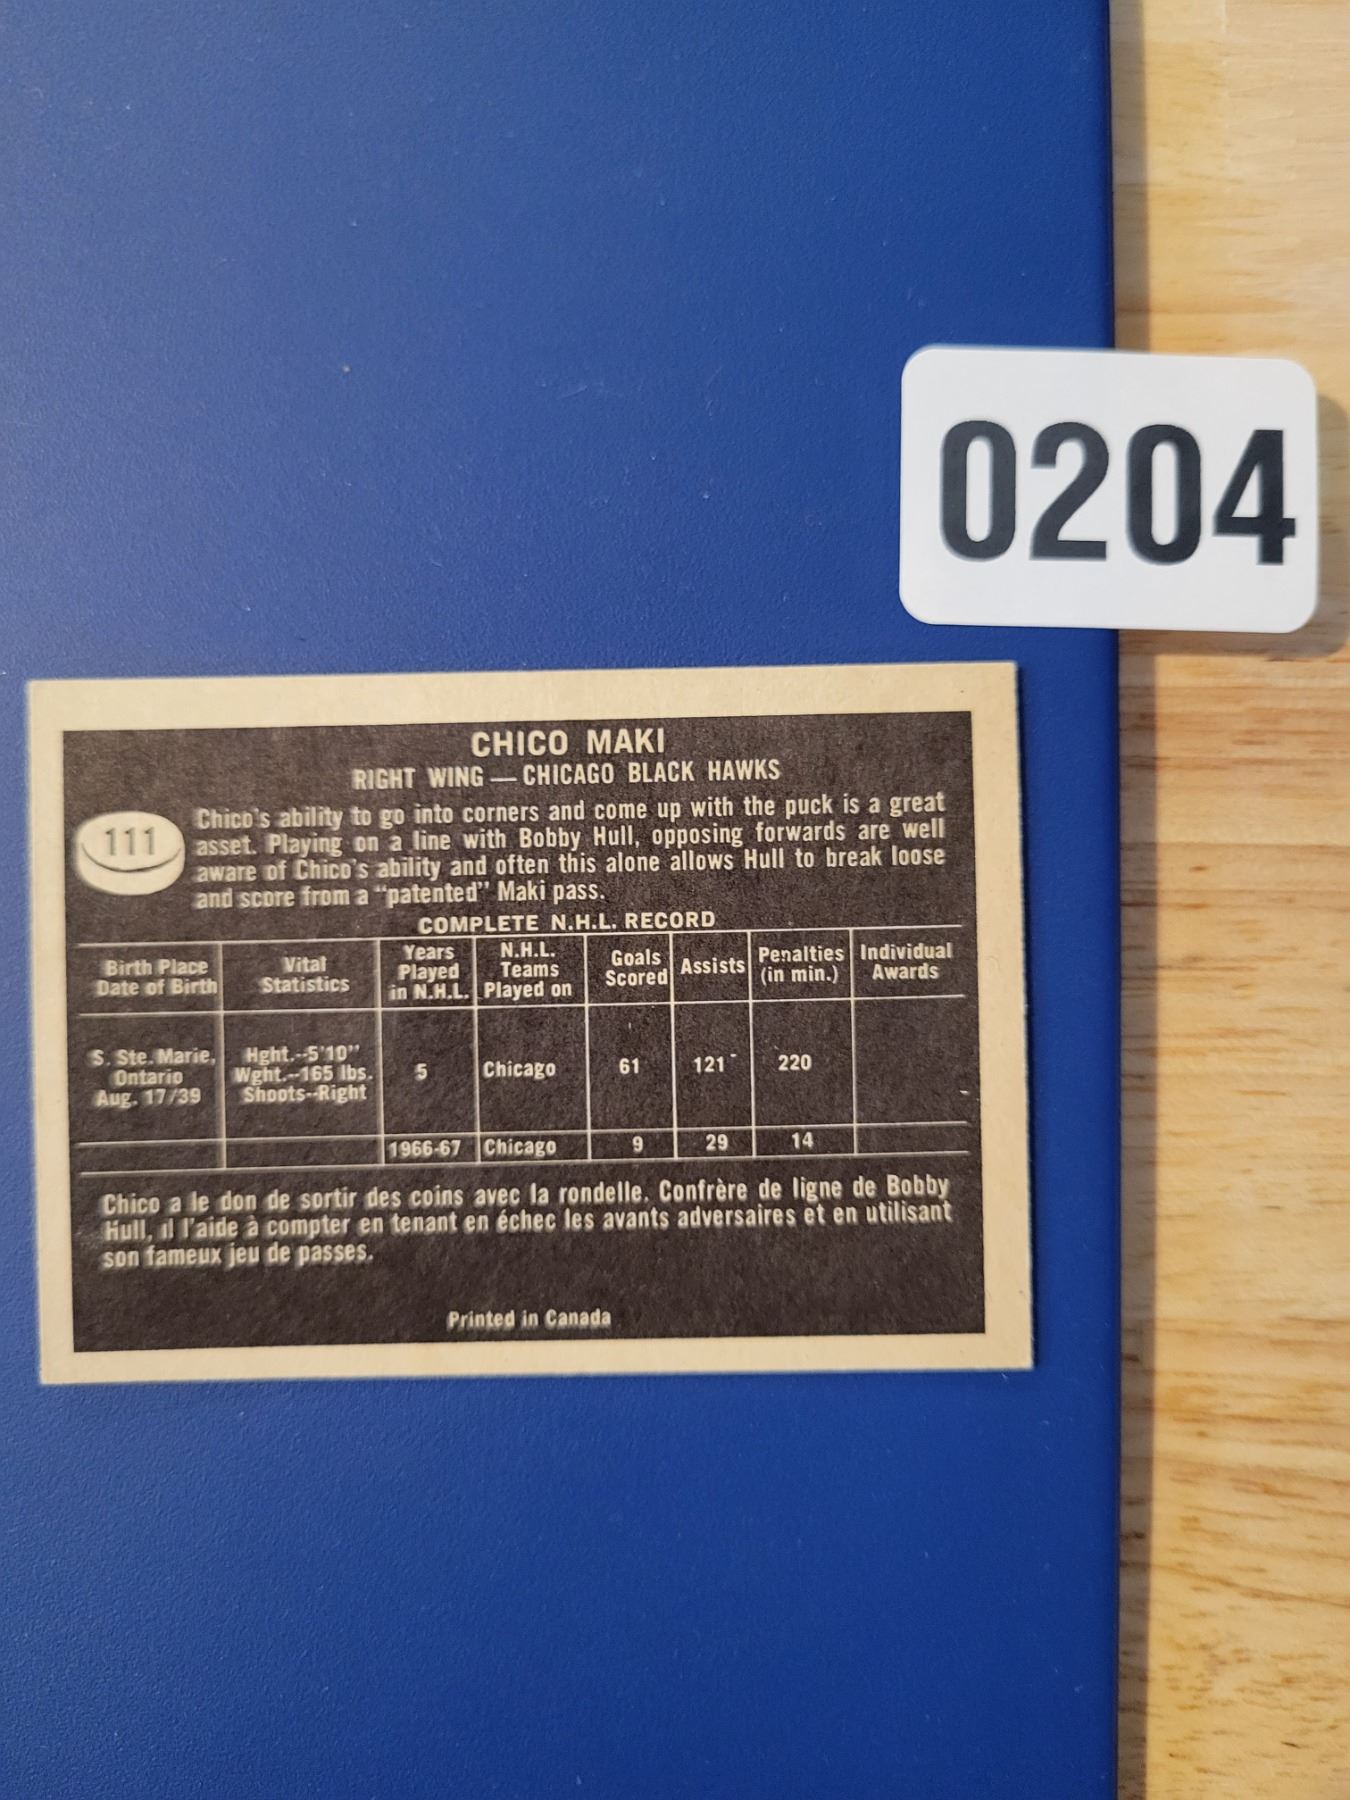 0204
CHICO MAKI
RIGHT WING — CHICAGO BLACK HAWKS
111
Chico's ability to go into corners and come up with the puck is a great
asset. Playing on a line with Bobby Hull, opposing forwards are well
aware of Chico's ability and often this alone allows Hull to break loose
and score from a "patented" Maki pass.
COMPLETE N.H.L. RECORD
Birth Place
Date of Birth
Vital
Statistics
Years
Played
in N.H.L.
N.H.L.
Teams
Played on
Goals
Scored
Assists
Penalties
(in min.)
Individual
Awards
S. Ste. Marie,
Ontario
Aug. 17/39
Hght.--5'10"
Wght.--165 lbs.
Shoots--Right
5
Chicago
61
121
220
1966-67
Chicago
9
29
14
Chico a le don de sortir des coins avec la rondelle. Confrère de ligne de Bobby
Hull, il l'aide à compter en tenant en échec les avants adversaires et en utilisant
son fameux jeu de passes.
Printed in Canada